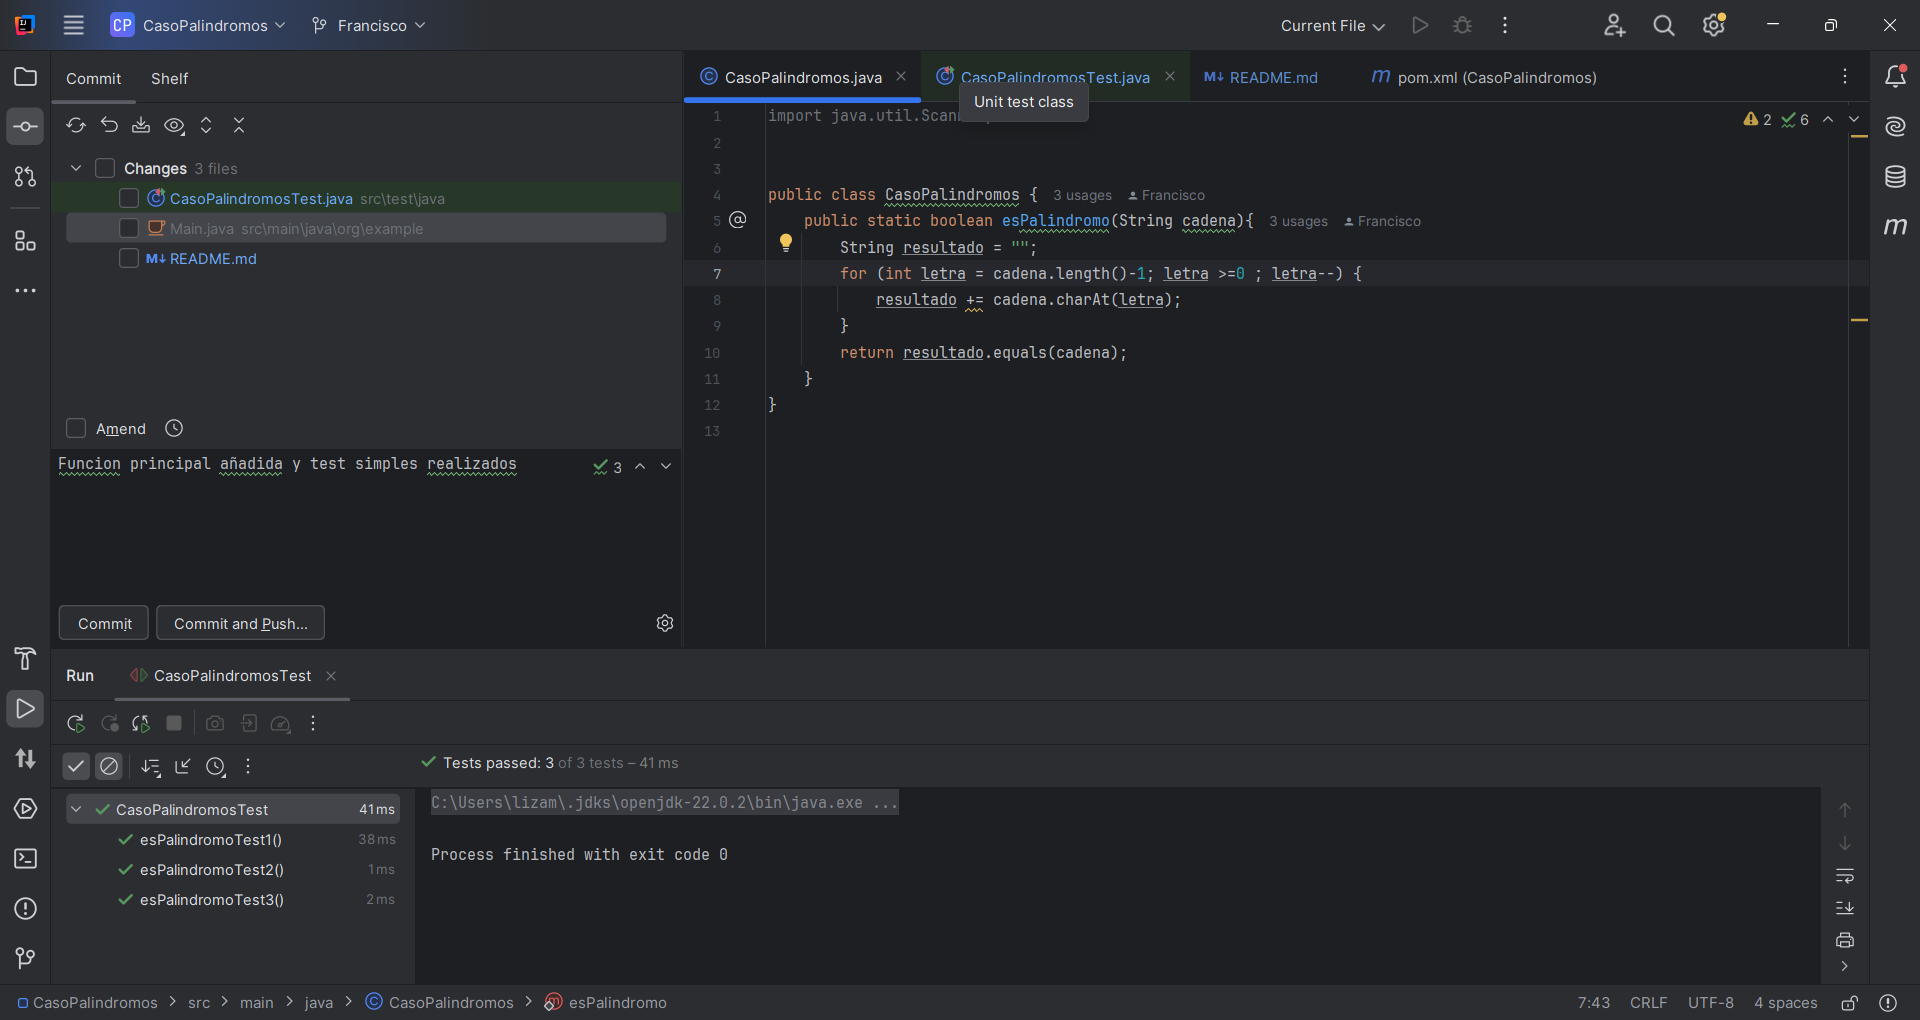 CP CasoPalindromos Francisco Current File
Commit Shelf
CasoPalindromos.java CasoPalindromosTest.java M↓ README.md m pom.xml (CasoPalindromos)
Unit test class
Changes 3 files
CasoPalindromosTest.java src\test\java
Main.java src\main\java\org\example
M↓ README.md
Amend
Funcion principal añadida y test simples realizados 3
Commit Commit and Push...
2 6
1 import java.util.Scan
2
3
4 public class CasoPalindromos { 3 usages Francisco
5 @ public static boolean esPalindromo(String cadena){ 3 usages Francisco
6 String resultado = "";
7 for (int letra = cadena.length()-1; letra >=0 ; letra--) {
8 resultado += cadena.charAt(letra);
9 }
10 return resultado.equals(cadena);
11 }
12 }
13
m
Run CasoPalindromosTest
Tests passed: 3 of 3 tests – 41 ms
CasoPalindromosTest 41 ms
esPalindromoTest1() 38 ms
esPalindromoTest2() 1 ms
esPalindromoTest3() 2 ms
C:\Users\lizam\.jdks\openjdk-22.0.2\bin\java.exe ...
Process finished with exit code 0
CasoPalindromos > src > main > java > CasoPalindromos > esPalindromo 7:43 CRLF UTF-8 4 spaces